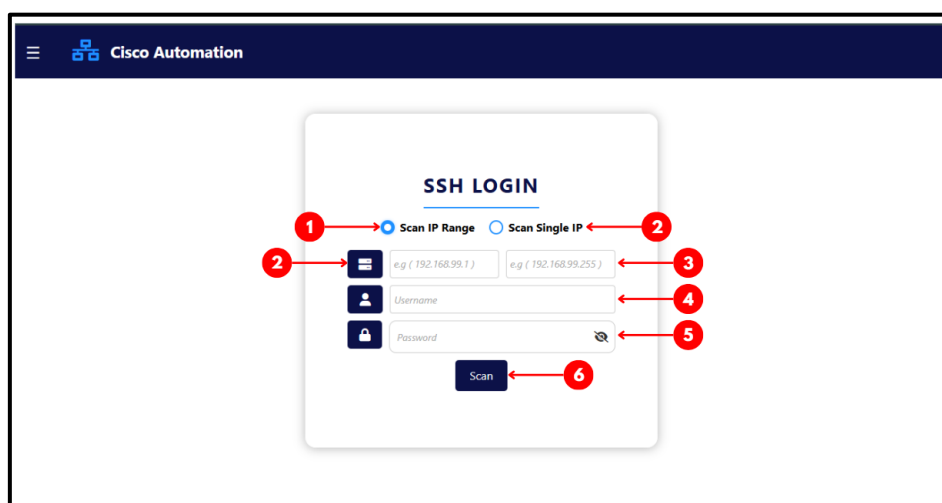 Cisco Automation
SSH LOGIN
1 Scan IP Range Scan Single IP 2
2 e.g ( 192.168.99.1 ) e.g ( 192.168.99.255 ) 3
Username 4
Password 5
Scan 6